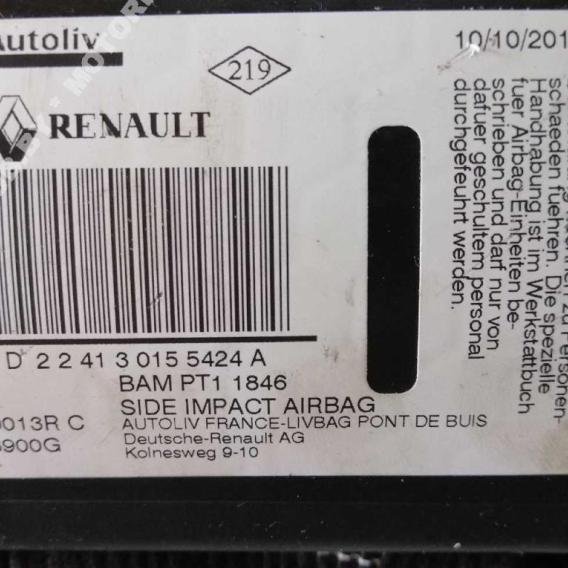 Autoliv
10/10/201
219
RENAULT
D 2 2 41 3 015 5424 A
BAM PT1 1846
0013R C
SIDE IMPACT AIRBAG
900G
AUTOLIV FRANCE-LIVBAG PONT DE BUIS
Deutsche-Renault AG
Kolnesweg 9-10
zu Personen-
schaeden fuehren. Die spezielle
Handhabung ist im Werkstattbuch
fuer Airbag-Einheiten be-
schrieben und darf nur von
dafuer geschultem personal
durchgefeuhrt werden.